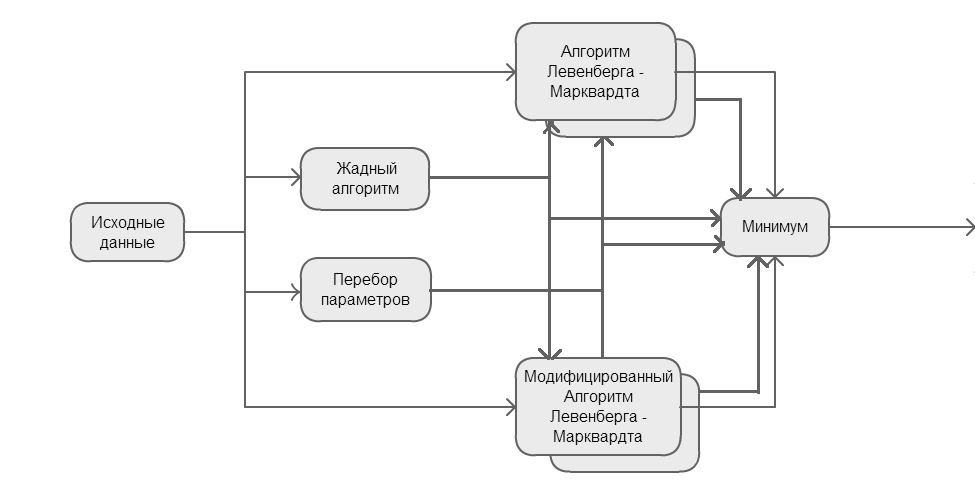 Алгоритм
Левенберга -
Марквардта
Жадный
алгоритм
Исходные
данные
Минимум
Перебор
параметров
Модифицированный
Алгоритм
Левенберга -
Марквардта